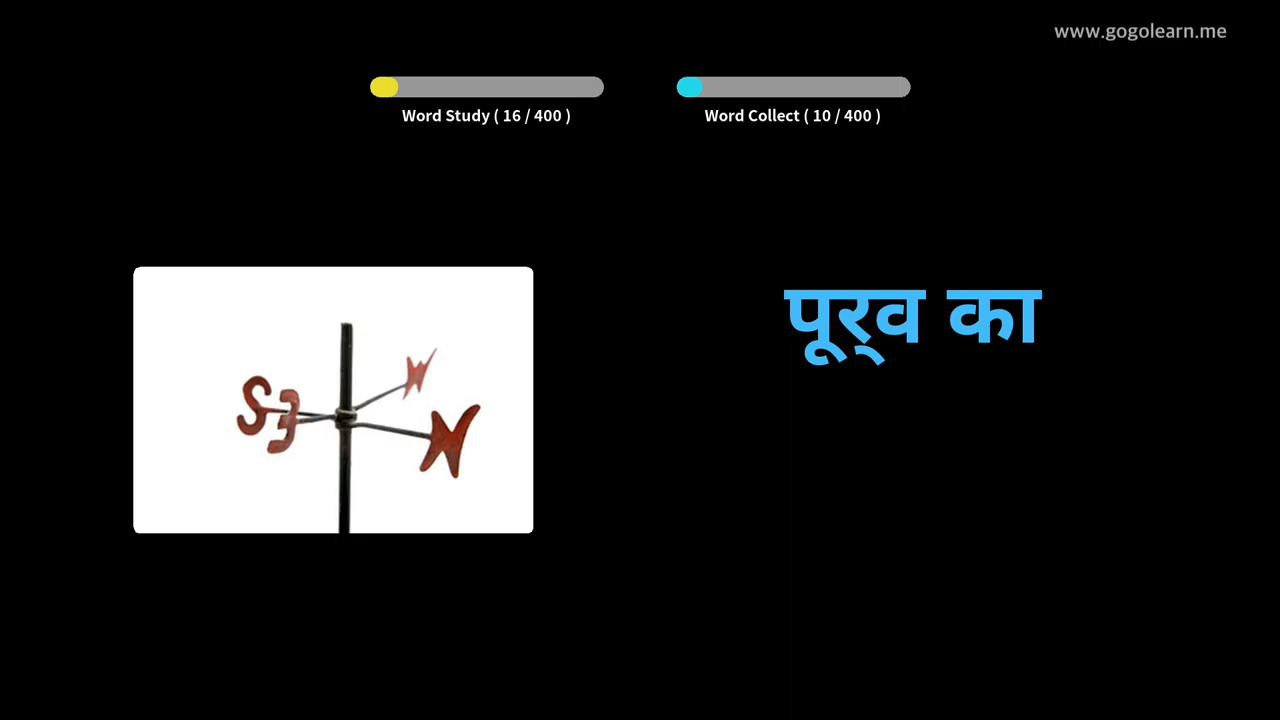 www.gogolearn.me
Word Study ( 16 / 400 )
Word Collect ( 10 / 400 )
पूर्व का
S E N W